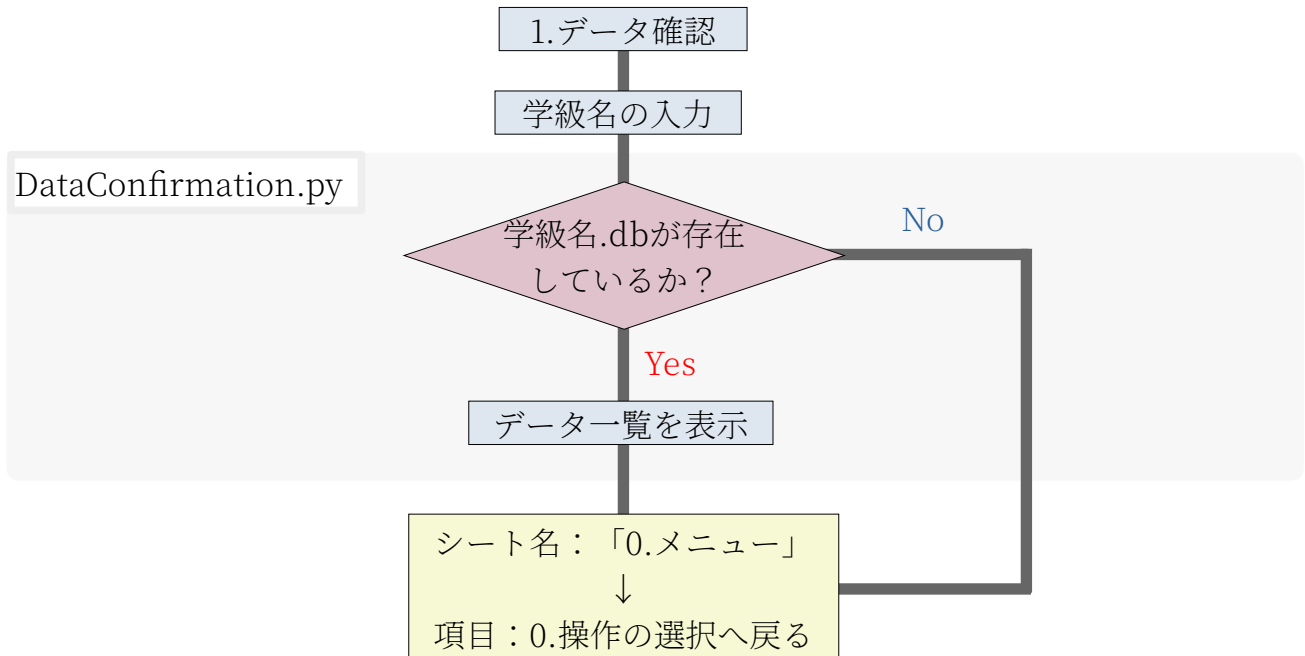 1.データ確認
学級名の入力
DataConfirmation.py
学級名.dbが存在
しているか？
No
Yes
データ一覧を表示
シート名：「0.メニュー」
↓
項目：0.操作の選択へ戻る